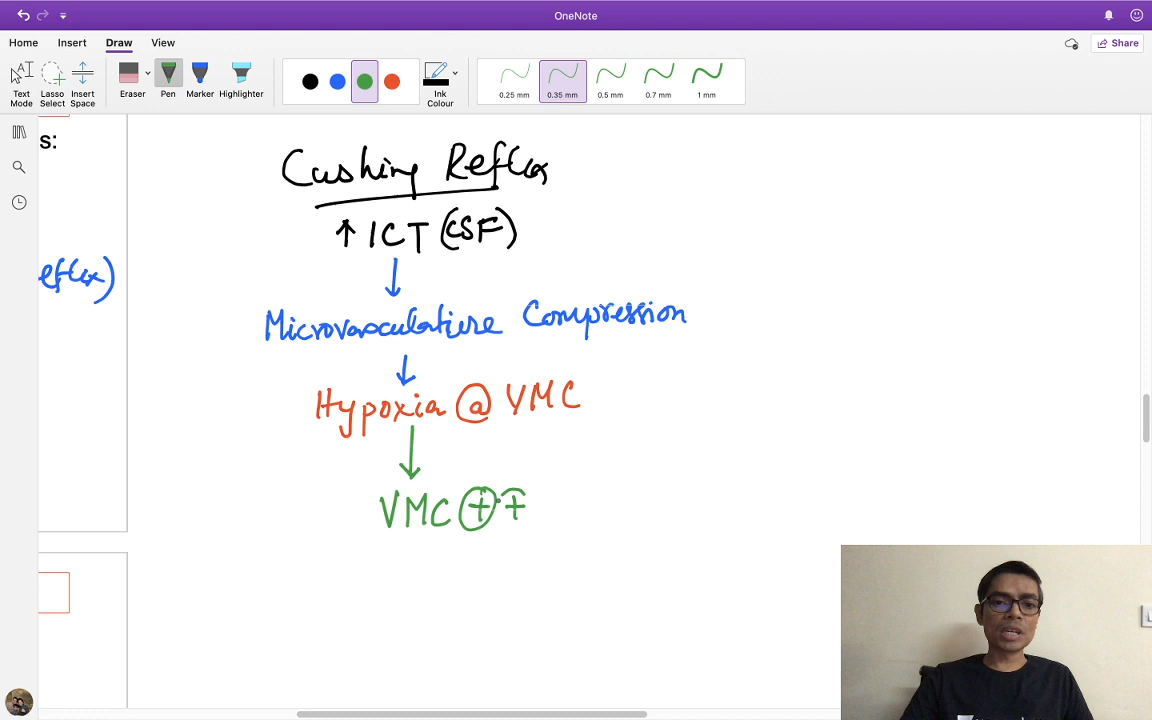 OneNote
Home Insert Draw View Share
Text Mode Lasso Select Insert Space Eraser Pen Marker Highlighter Ink Colour 0.25 mm 0.35 mm 0.5 mm 0.7 mm 1 mm
s:
Cushing Reflex
↑ ICT (CSF)
eflex)
↓
Microvasculature Compression
↓
Hypoxia @ VMC
↓
VMC ++